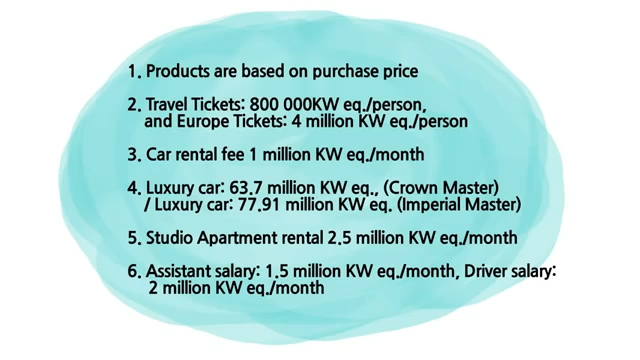 1. Products are based on purchase price
2. Travel Tickets: 800 000KW eq./person,
and Europe Tickets: 4 million KW eq./person
3. Car rental fee 1 million KW eq./month
4. Luxury car: 63.7 million KW eq., (Crown Master)
/ Luxury car: 77.91 million KW eq. (Imperial Master)
5. Studio Apartment rental 2.5 million KW eq./month
6. Assistant salary: 1.5 million KW eq./month, Driver salary:
2 million KW eq./month